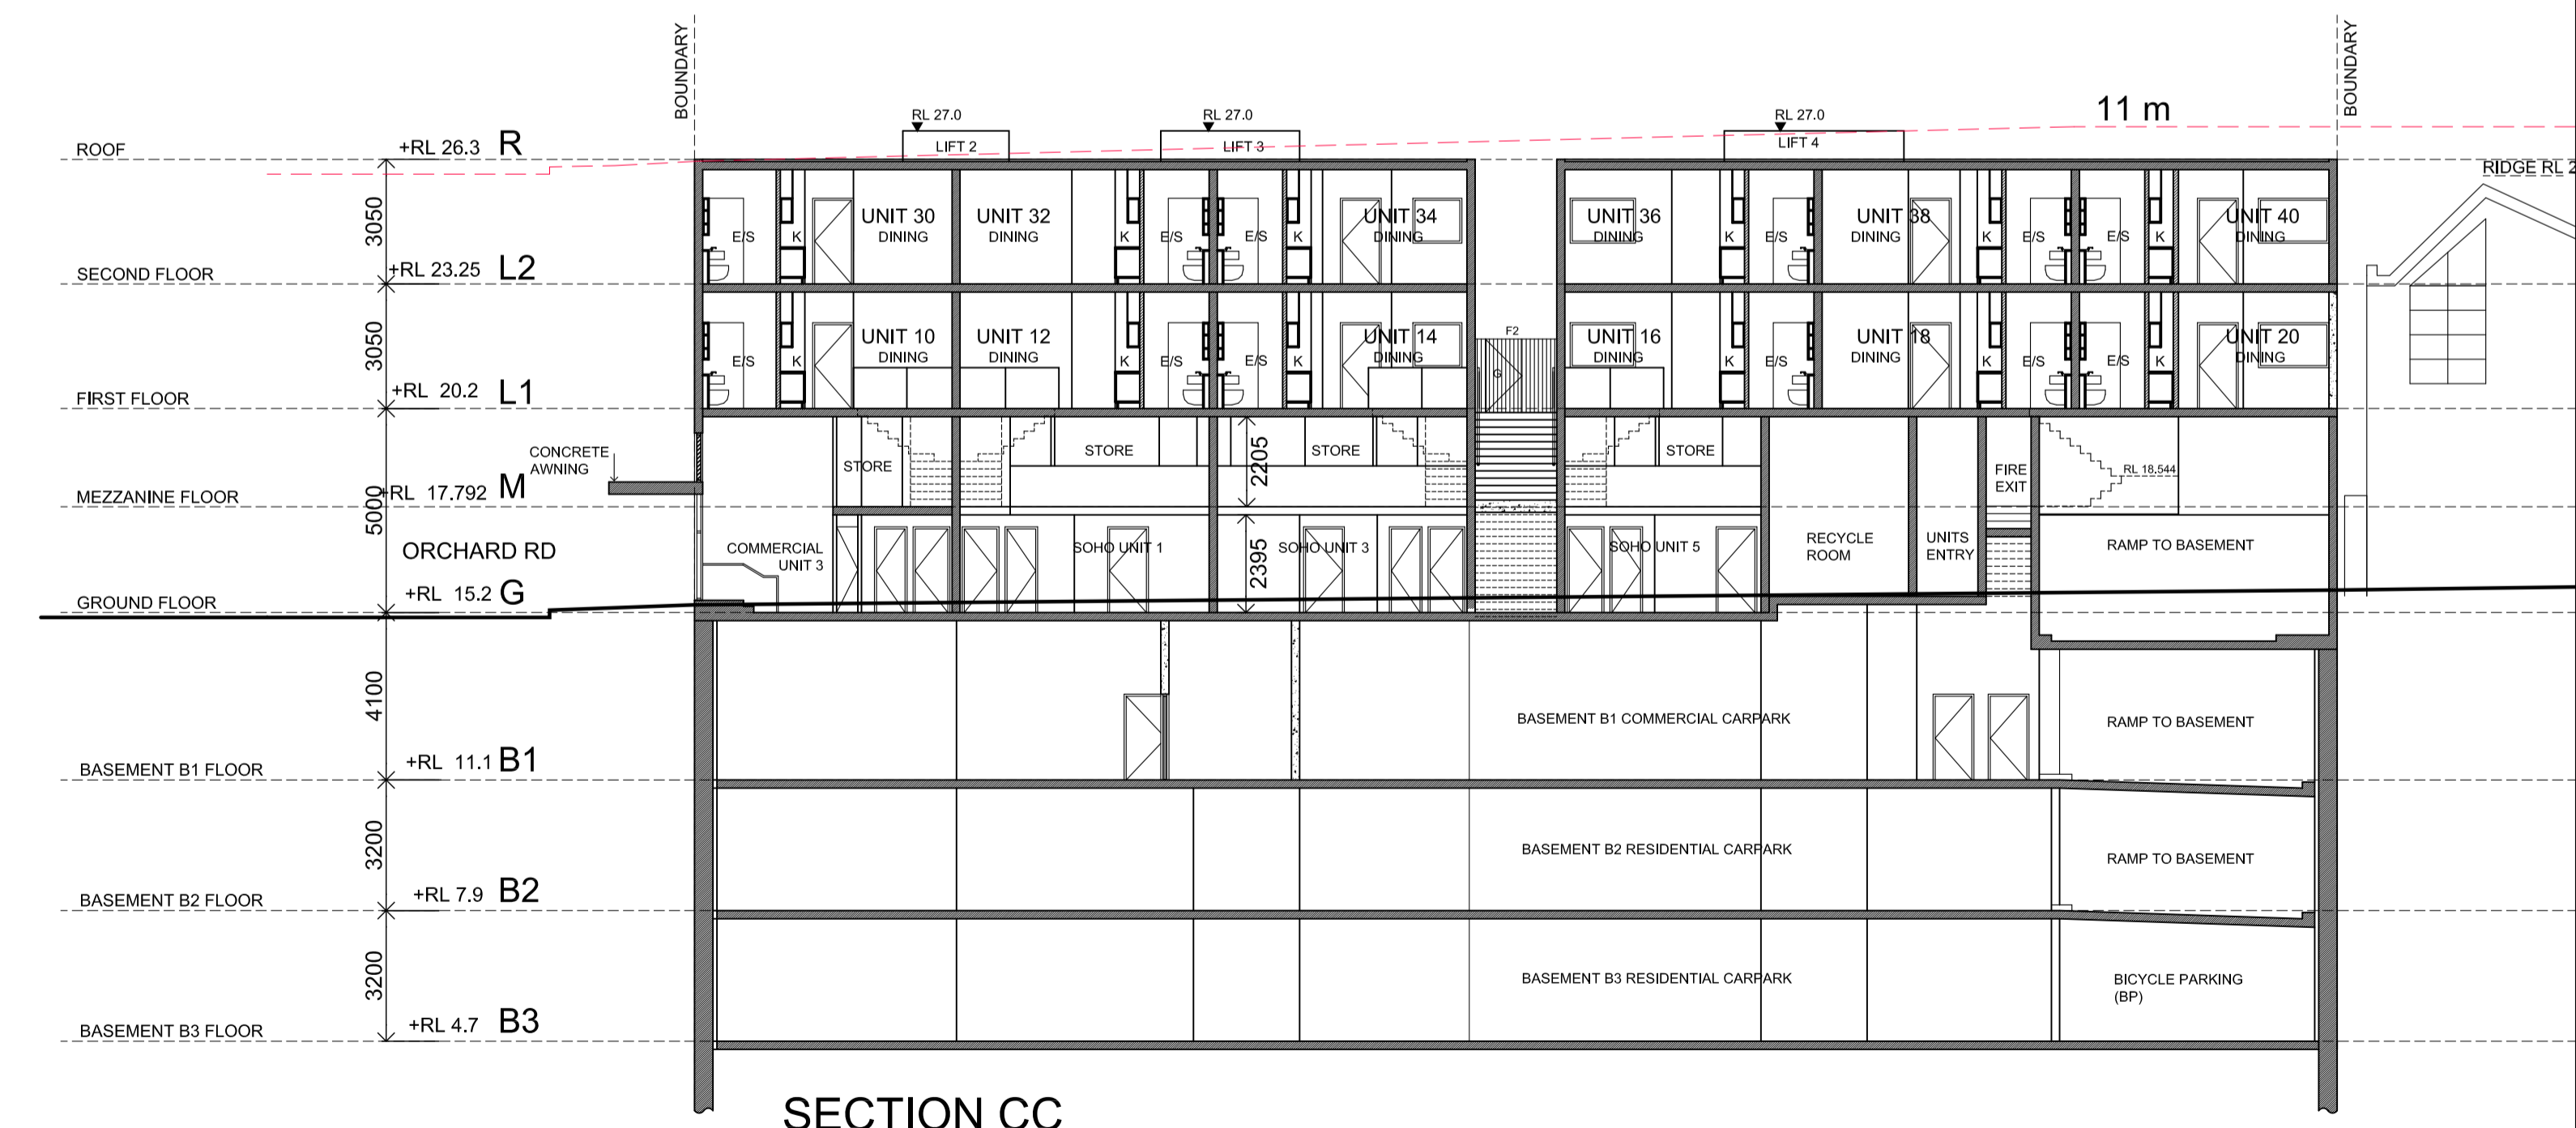 BOUNDARY
BOUNDARY
11 m
RL 27.0
RL 27.0
RL 27.0
LIFT 2
LIFT 3
LIFT 4
ROOF
+RL 26.3 R
RIDGE RL 2
3050
UNIT 30
DINING
UNIT 32
DINING
UNIT 34
DINING
UNIT 36
DINING
UNIT 38
DINING
UNIT 40
DINING
E/S
K
K
E/S
E/S
K
K
E/S
K
E/S
E/S
K
SECOND FLOOR
+RL 23.25 L2
3050
UNIT 10
DINING
UNIT 12
DINING
UNIT 14
DINING
F2
G
UNIT 16
DINING
UNIT 18
DINING
UNIT 20
DINING
E/S
K
K
E/S
E/S
K
K
E/S
K
E/S
E/S
K
FIRST FLOOR
+RL 20.2 L1
CONCRETE
AWNING
STORE
STORE
2205
STORE
STORE
FIRE
EXIT
RL 18.544
MEZZANINE FLOOR
+RL 17.792 M
5000
ORCHARD RD
COMMERCIAL
UNIT 3
SOHO UNIT 1
2395
SOHO UNIT 3
SOHO UNIT 5
RECYCLE
ROOM
UNITS
ENTRY
RAMP TO BASEMENT
GROUND FLOOR
+RL 15.2 G
4100
BASEMENT B1 COMMERCIAL CARPARK
RAMP TO BASEMENT
BASEMENT B1 FLOOR
+RL 11.1 B1
3200
BASEMENT B2 RESIDENTIAL CARPARK
RAMP TO BASEMENT
BASEMENT B2 FLOOR
+RL 7.9 B2
3200
BASEMENT B3 RESIDENTIAL CARPARK
BICYCLE PARKING
(BP)
BASEMENT B3 FLOOR
+RL 4.7 B3
SECTION CC